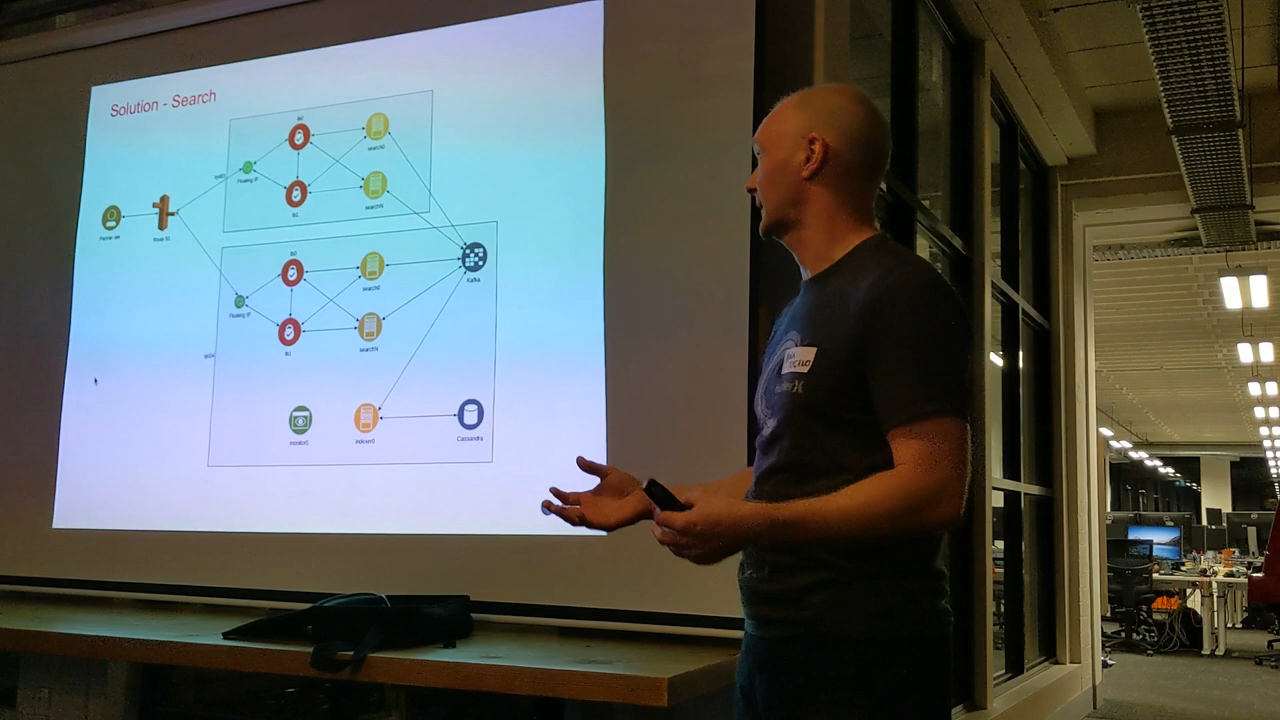 Solution - Search
lb0
search0
Floating IP
lb1
searchN
Partner
Route 53
lb0
search0
Kafka
Floating IP
lb1
searchN
monitor0
indexer0
Cassandra